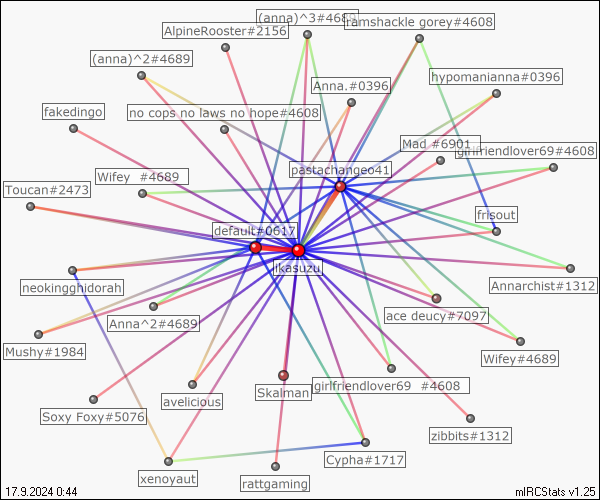 (anna)^3#4689
ramshackle gorey#4608
AlpineRooster#2156
(anna)^2#4689
hypomanianna#0396
Anna.#0396
fakedingo
no cops no laws no hope#4608
Mad #6901
girlfriendlover69#4608
pastachangeo41
Wifey #4689
Toucan#2473
frisout
default#0617
ikasuzu
neokingghidorah
Annarchist#1312
ace deucy#7097
Anna^2#4689
Mushy#1984
Wifey#4689
girlfriendlover69 #4608
Skalman
avelicious
Soxy Foxy#5076
zibbits#1312
Cypha#1717
xenoyaut
rattgaming
17.9.2024 0:44
mIRCStats v1.25